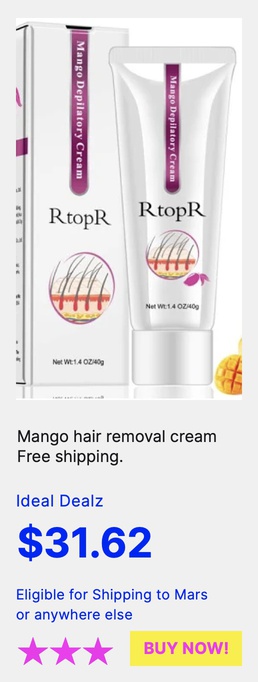 Mango Depilatory Cream
RtopR
Net Wt:1.4 OZ/40g
Mango Depilatory Cream
RtopR
Net Wt:1.4 OZ/40g
Mango hair removal cream
Free shipping.
Ideal Dealz
$31.62
Eligible for Shipping to Mars
or anywhere else
BUY NOW!